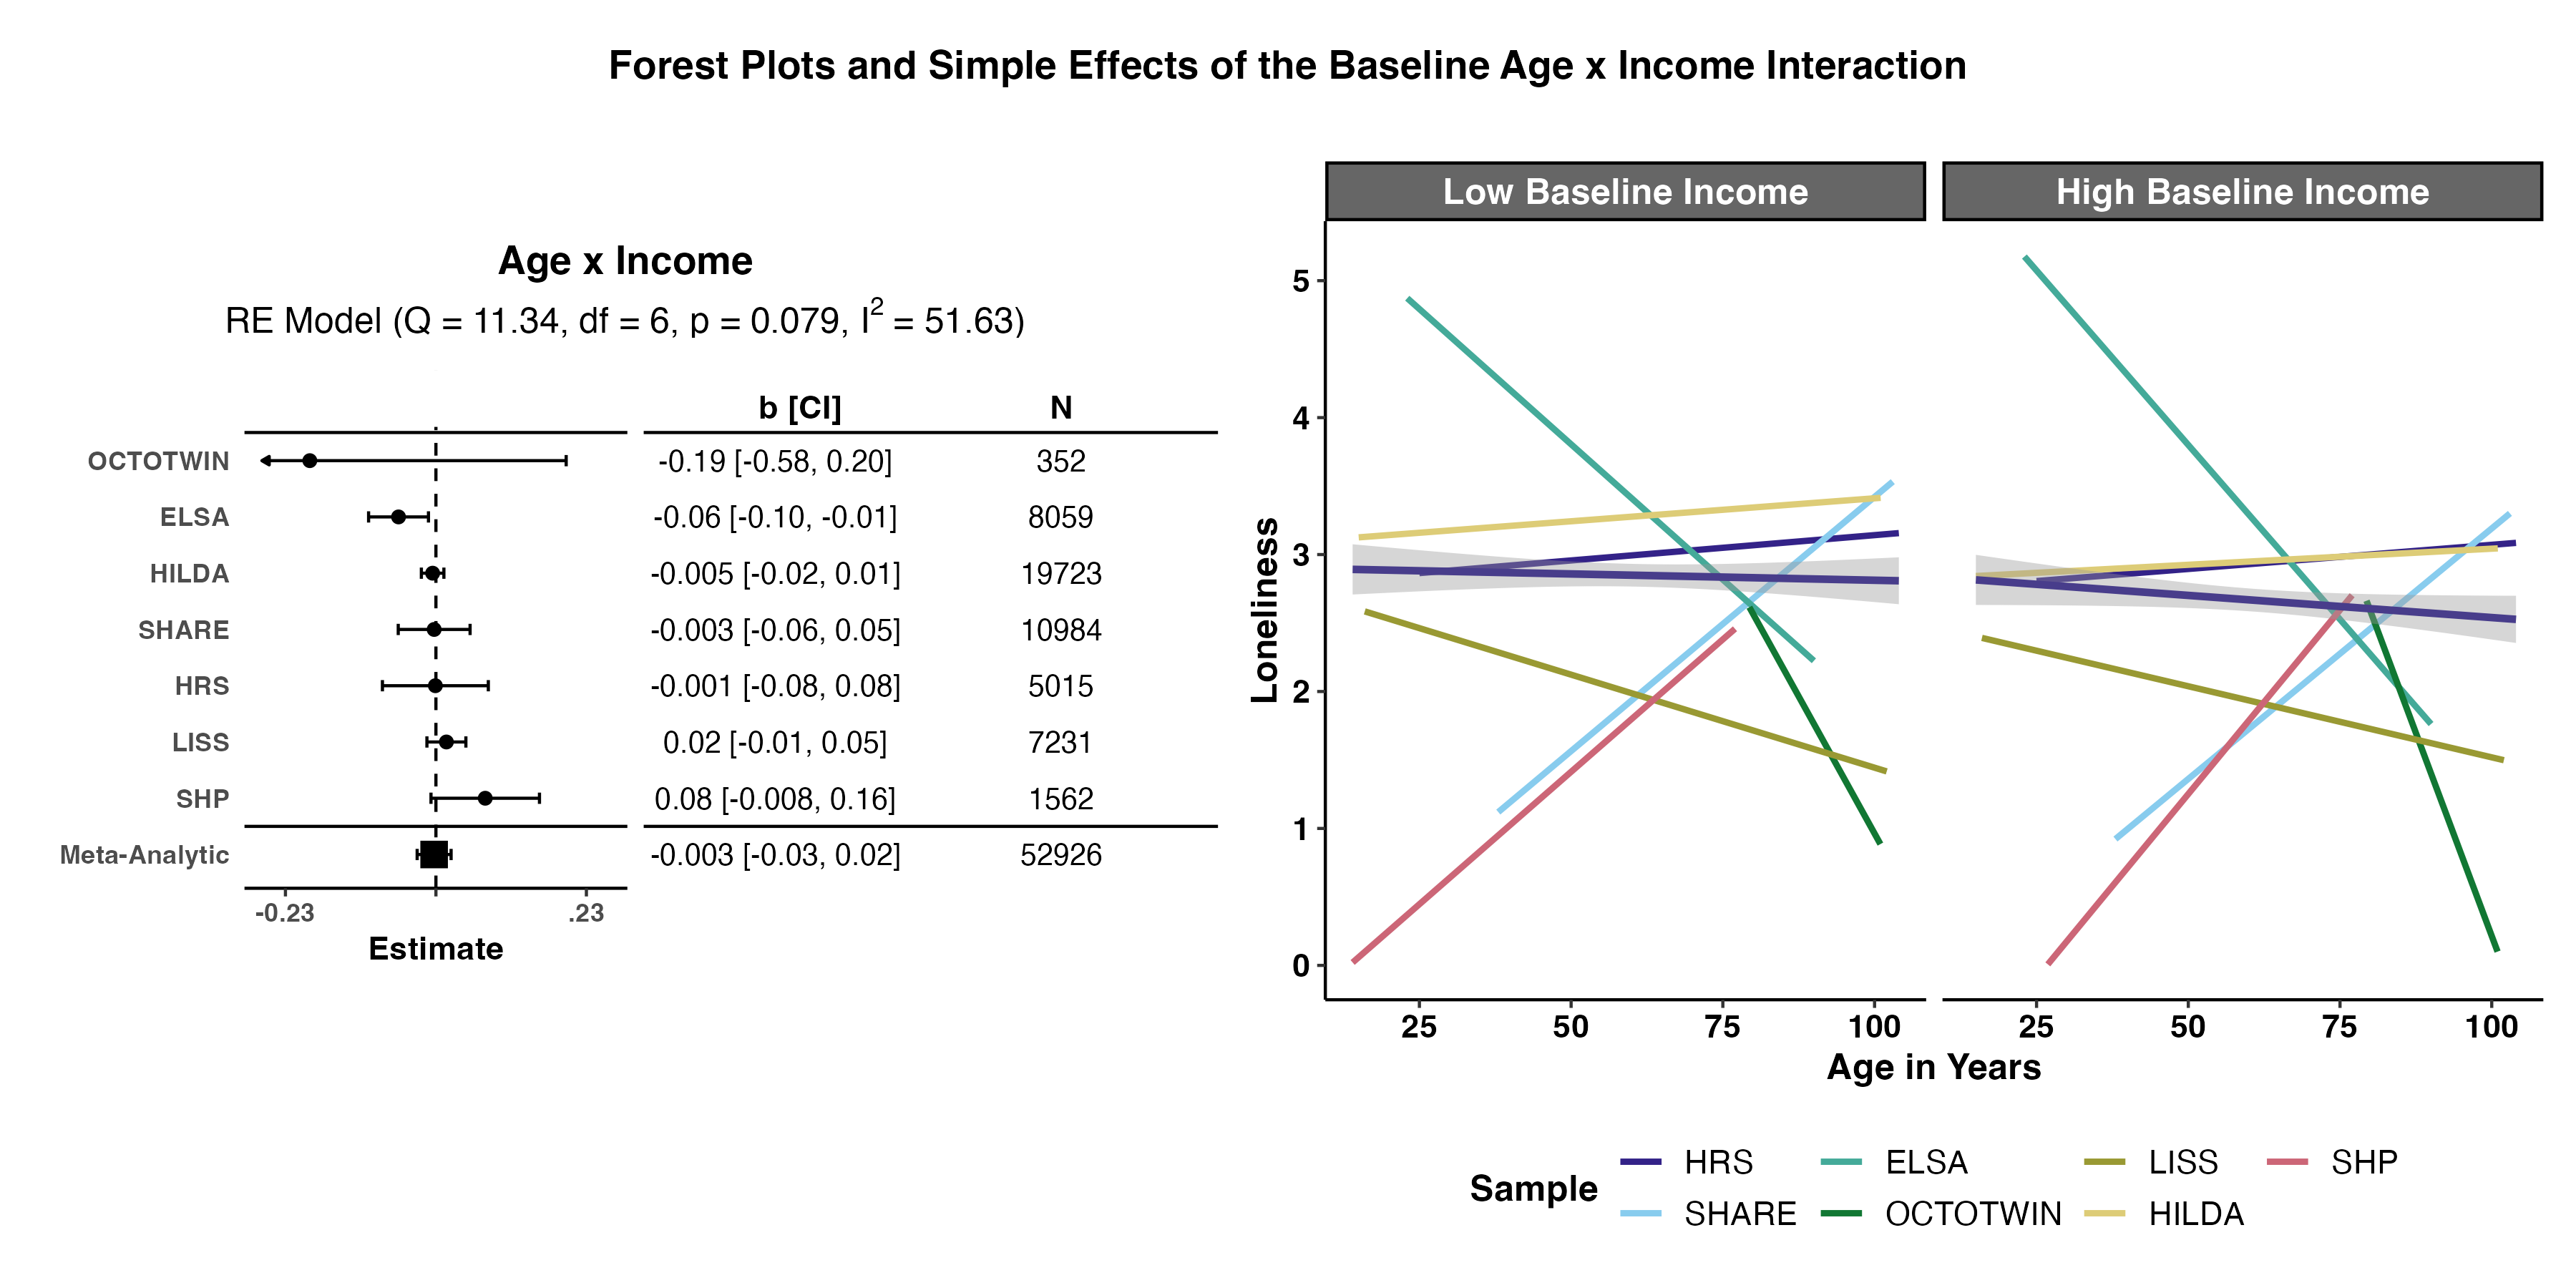 Forest Plots and Simple Effects of the Baseline Age x Income Interaction
Age x Income
RE Model (Q = 11.34, df = 6, p = 0.079, I² = 51.63)
b [CI] N
OCTOTWIN -0.19 [-0.58, 0.20] 352
ELSA -0.06 [-0.10, -0.01] 8059
HILDA -0.005 [-0.02, 0.01] 19723
SHARE -0.003 [-0.06, 0.05] 10984
HRS -0.001 [-0.08, 0.08] 5015
LISS 0.02 [-0.01, 0.05] 7231
SHP 0.08 [-0.008, 0.16] 1562
Meta-Analytic -0.003 [-0.03, 0.02] 52926
-0.23 .23
Estimate
Low Baseline Income High Baseline Income
Loneliness
5
4
3
2
1
0
25 50 75 100 25 50 75 100
Age in Years
Sample
HRS ELSA LISS SHP
SHARE OCTOTWIN HILDA